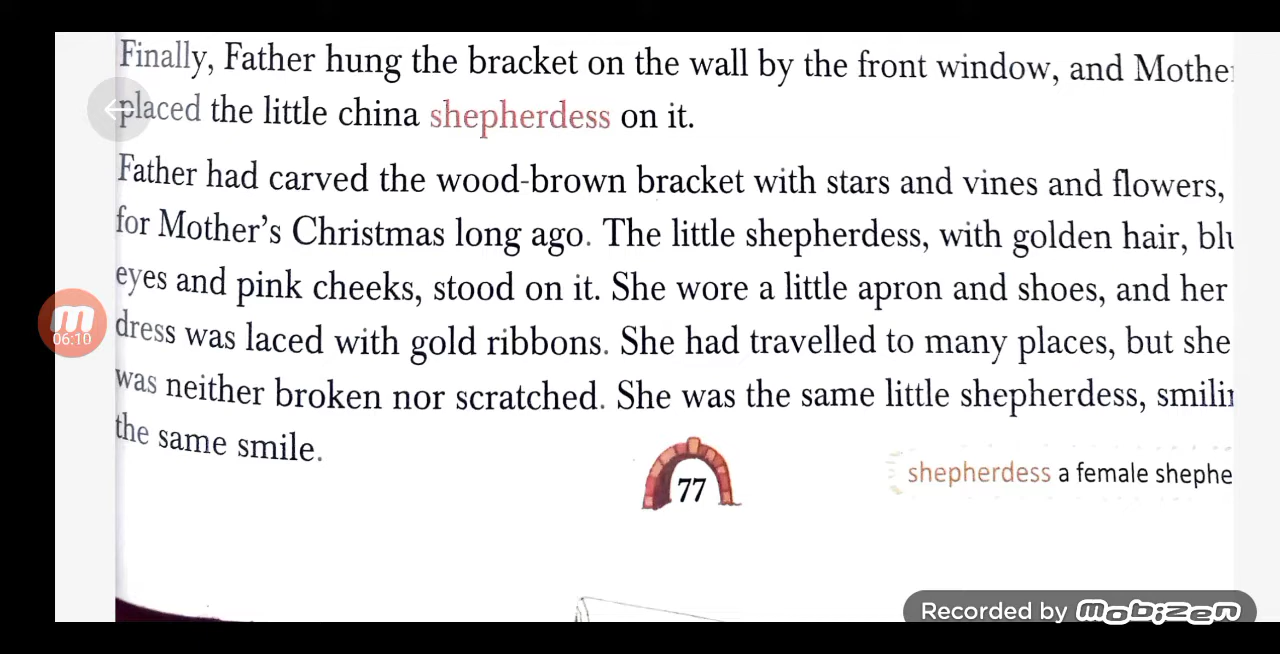 Finally, Father hung the bracket on the wall by the front window, and Mothe
placed the little china shepherdess on it.
Father had carved the wood-brown bracket with stars and vines and flowers,
for Mother's Christmas long ago. The little shepherdess, with golden hair, blu
eyes and pink cheeks, stood on it. She wore a little apron and shoes, and her
dress was laced with gold ribbons. She had travelled to many places, but she
was neither broken nor scratched. She was the same little shepherdess, smilin
the same smile.
77
shepherdess a female shephe
06:10
Recorded by mobizen